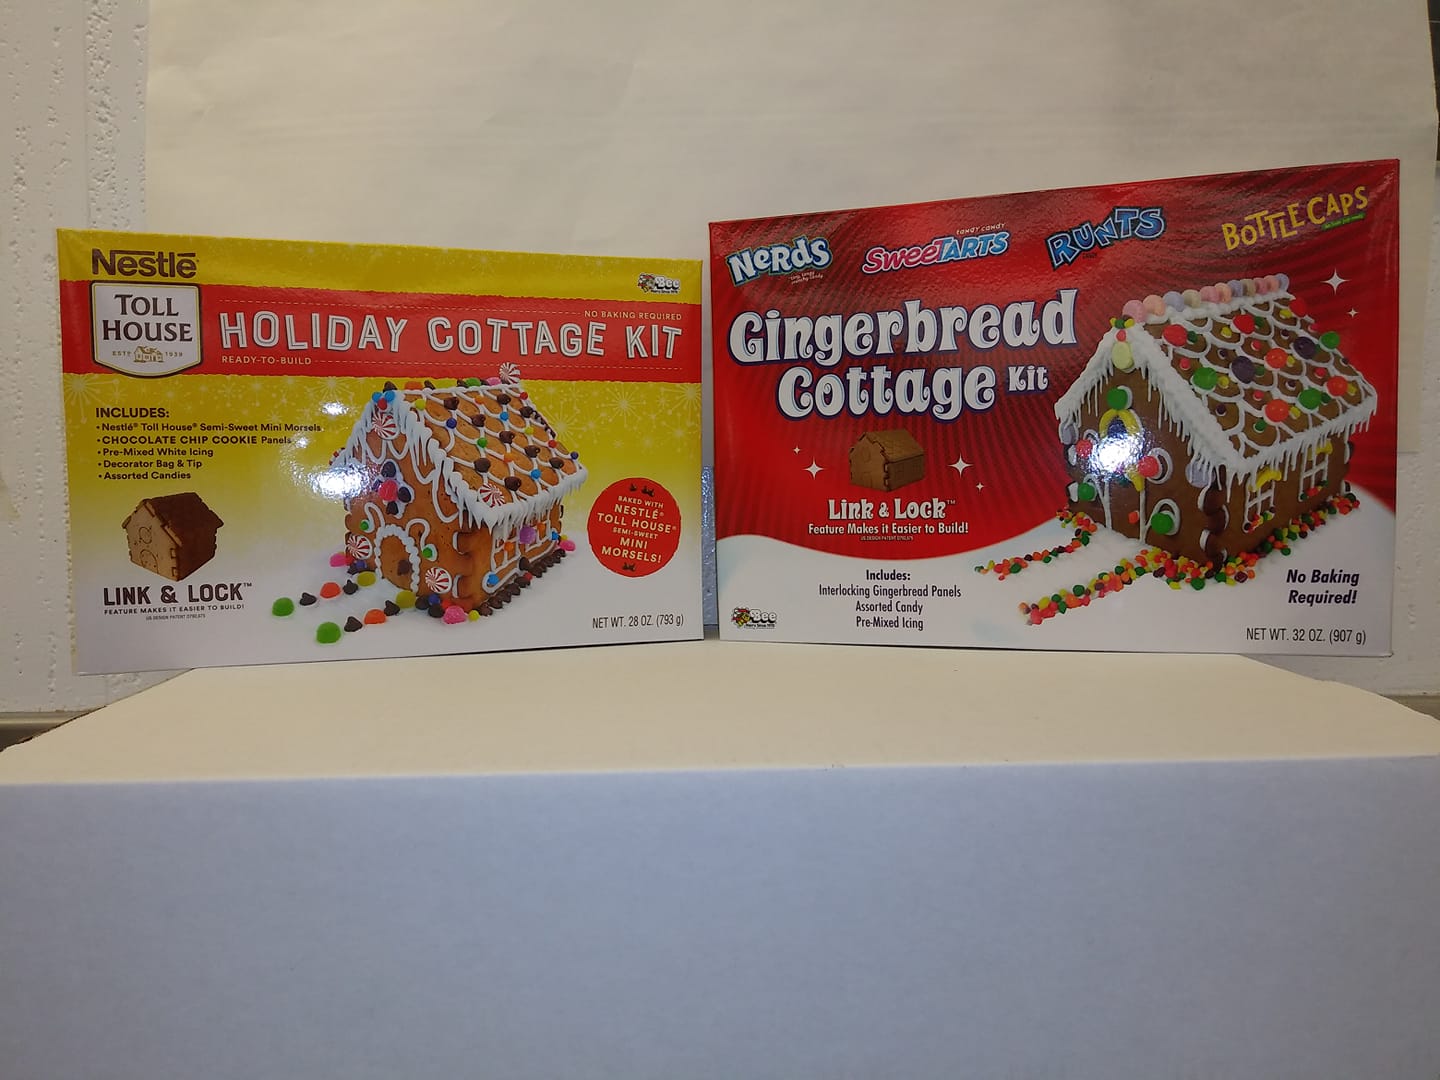 Nestlé®
TOLL
HOUSE®
ESTD 1939
Bee
NO BAKING REQUIRED
HOLIDAY COTTAGE KIT
READY-TO-BUILD
INCLUDES:
• Nestlé® Toll House® Semi-Sweet Mini Morsels
• CHOCOLATE CHIP COOKIE Panels
• Pre-Mixed White Icing
• Decorator Bag & Tip
• Assorted Candies
LINK & LOCK™
FEATURE MAKES IT EASIER TO BUILD!
BAKED WITH
NESTLÉ®
TOLL HOUSE®
SEMI-SWEET
MINI
MORSELS!
NET WT. 28 OZ. (793 g)
NeRdS
SweeTARTS
RUNTS
BOTTLE CAPS
Gingerbread
Cottage Kit
Link & Lock™
Feature Makes it Easier to Build!
Includes:
Interlocking Gingerbread Panels
Assorted Candy
Pre-Mixed Icing
Bee
No Baking
Required!
NET WT. 32 OZ. (907 g)